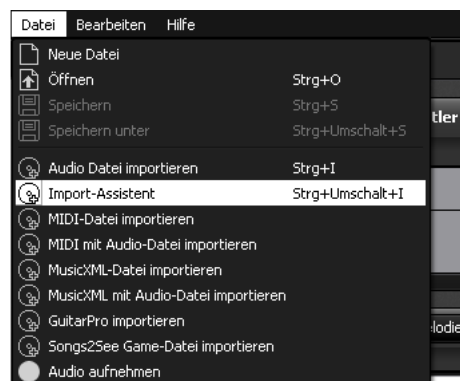 Datei Bearbeiten Hilfe
Neue Datei
Öffnen Strg+O
Speichern Strg+S
Speichern unter Strg+Umschalt+S
tler
Audio Datei importieren Strg+I
Import-Assistent Strg+Umschalt+I
MIDI-Datei importieren
MIDI mit Audio-Datei importieren
MusicXML-Datei importieren
MusicXML mit Audio-Datei importieren
GuitarPro importieren
lodie
Songs2See Game-Datei importieren
Audio aufnehmen